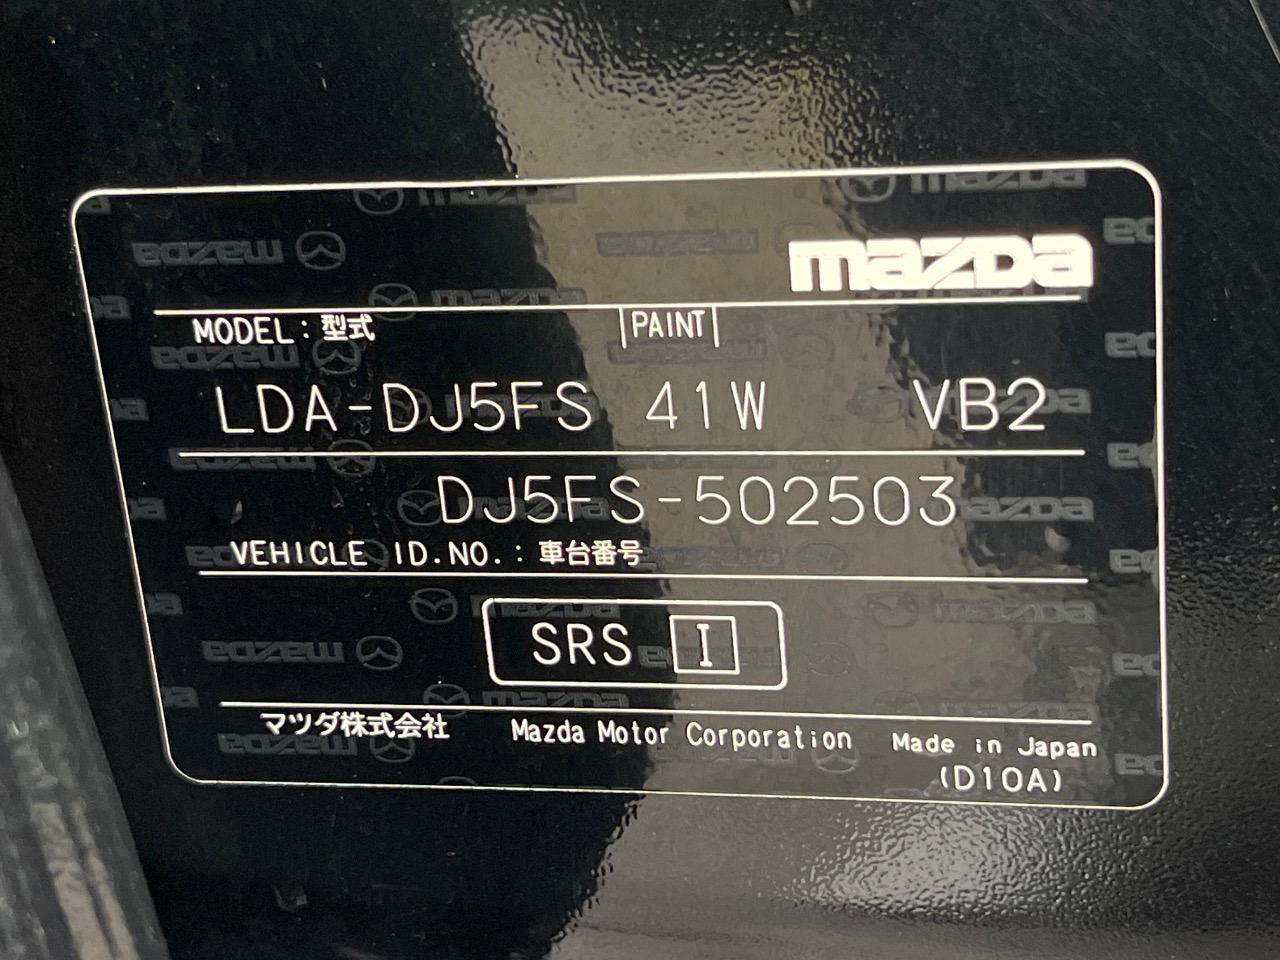 mazda
MODEL：型式 PAINT
LDA-DJ5FS 41W VB2
DJ5FS-502503
VEHICLE ID.NO.：車台番号
SRS I
マツダ株式会社 Mazda Motor Corporation Made in Japan
(D10A)